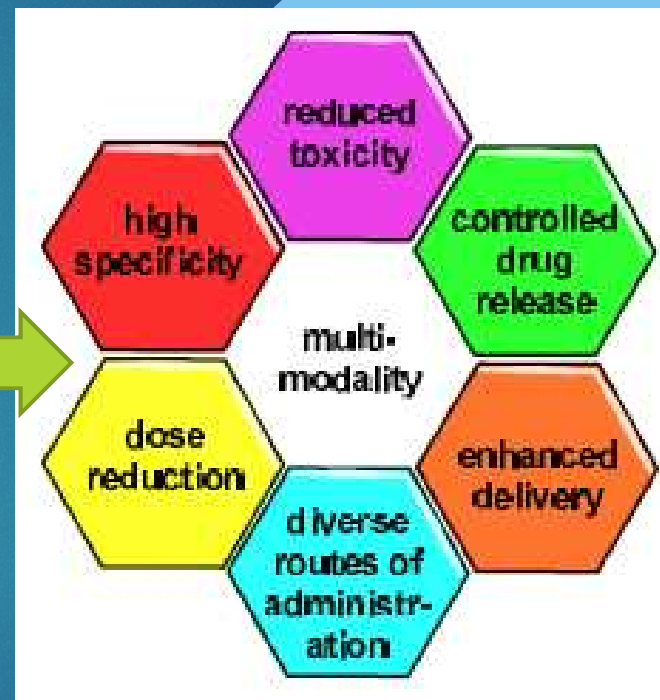 reduced
toxicity
high
specificity
controlled
drug
release
multi-
modality
dose
reduction
enhanced
delivery
diverse
routes of
administr-
ation